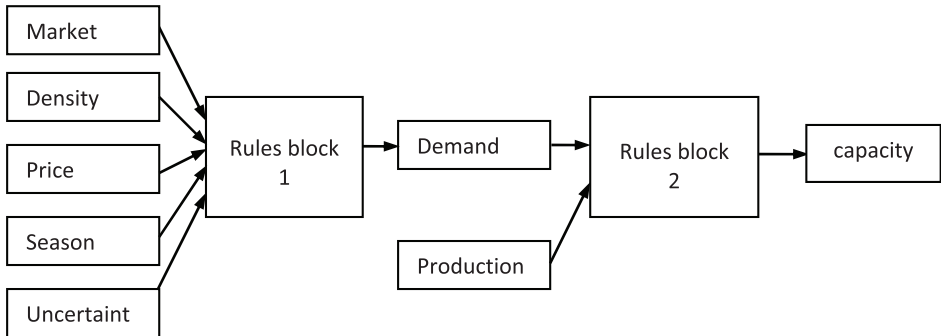 Market
Density
Price
Season
Uncertaint
Rules block
1
Demand
Production
Rules block
2
capacity